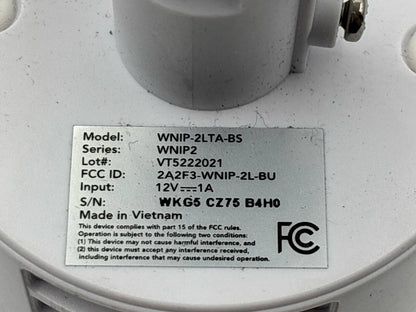 Model: WNIP-2LTA-BS
Series: WNIP2
Lot#: VT5222021
FCC ID: 2A2F3-WNIP-2L-BU
Input: 12V⎓1A
S/N: WKG5 CZ75 B4H0
Made in Vietnam
This device complies with part 15 of the FCC rules.
Operation is subject to the following two conditions:
(1) This device may not cause harmful interference, and
(2) this device must accept any interference received,
including interference that may cause undesired operation.
FC